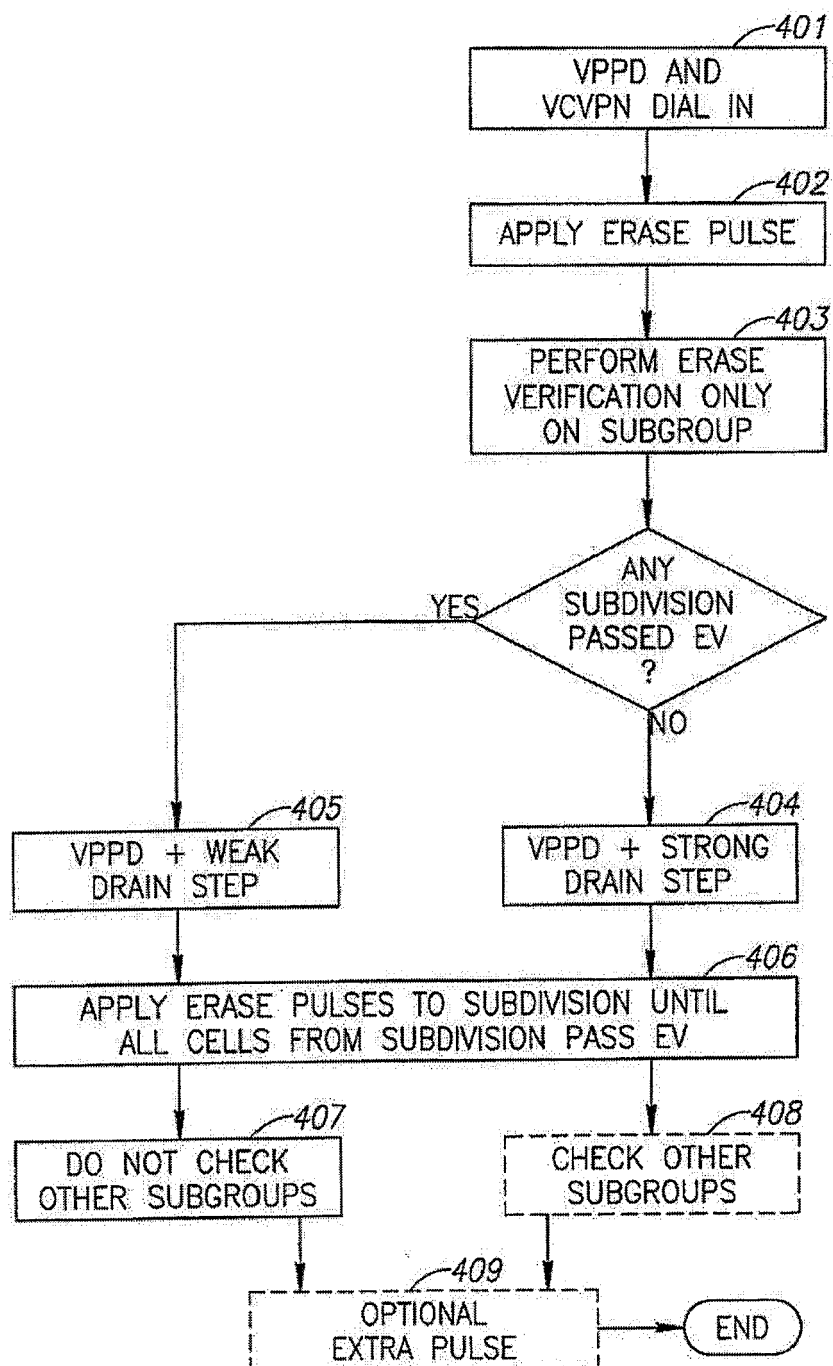 401
VPPD AND
VCVPN DIAL IN
402
APPLY ERASE PULSE
403
PERFORM ERASE
VERIFICATION ONLY
ON SUBGROUP
ANY
SUBDIVISION
PASSED EV
?
YES
NO
405
VPPD + WEAK
DRAIN STEP
404
VPPD + STRONG
DRAIN STEP
406
APPLY ERASE PULSES TO SUBDIVISION UNTIL
ALL CELLS FROM SUBDIVISION PASS EV
407
DO NOT CHECK
OTHER SUBGROUPS
408
CHECK OTHER
SUBGROUPS
409
OPTIONAL
EXTRA PULSE
END